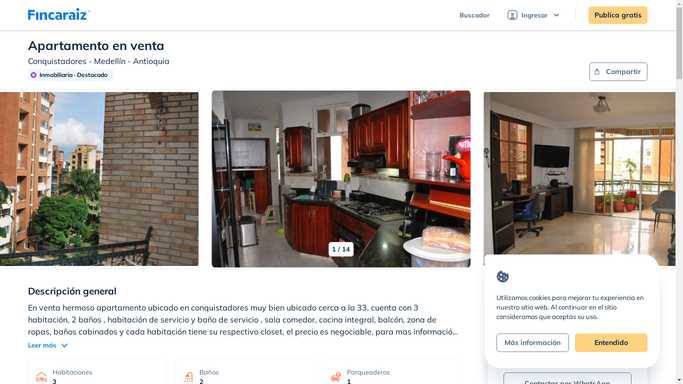 Fincaraiz
Buscador
Ingresar
Publica gratis
Apartamento en venta
Conquistadores - Medellín - Antioquia
Inmobiliaria - Destacado
Compartir
1 / 14
Descripción general
En venta hermoso apartamento ubicado en conquistadores muy bien ubicado cerca a la 33, cuenta con 3
habitación, 2 baños , habitación de servicio y baño de servicio , sala comedor, cocina integral, balcón, zona de
ropas, baños cabinados y cada habitación tiene su respectivo closet, el precio es negociable, para mas informació...
Leer más
Habitaciones
3
Baños
2
Parqueaderos
1
Utilizamos cookies para mejorar tu experiencia en
nuestro sitio web. Al continuar en el sitio
consideramos que aceptas su uso.
Más información
Entendido
Contactar por WhatsApp